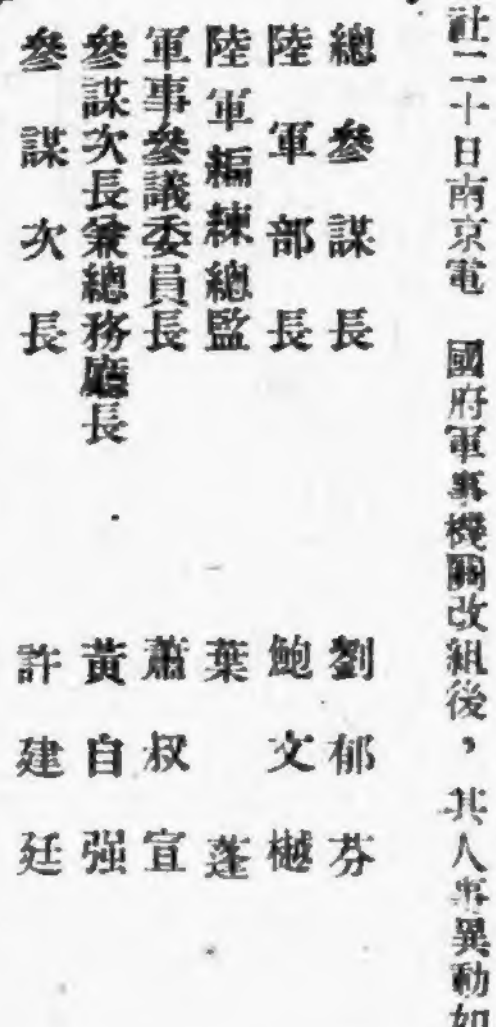 社二十日南京電　國府軍事機關改組後，其人事異動如
總參謀長　劉郁芬
陸軍部長　鮑文樾
陸軍編練總監　葉蓬
軍事參議委員長　蕭叔宣
參謀次長兼總務廳長　黃自强
參謀次長　許建廷